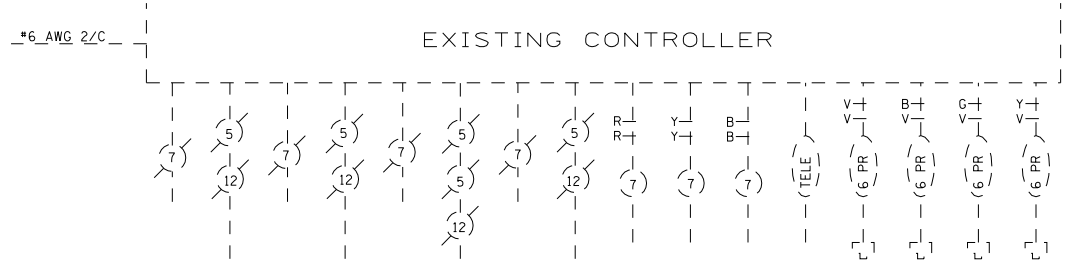 #6 AWG 2/C
EXISTING CONTROLLER
R Y B V B G Y
R Y B V V V V
5 5 5 5
7 7 7 7
12 12 5 12
7 7 7 TELE 6 PR 6 PR 6 PR 6 PR
12